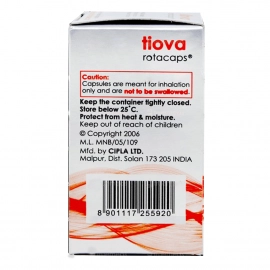 tiova
rotacaps®
Caution:
Capsules are meant for inhalation
only and are not to be swallowed.
Keep the container tightly closed.
Store below 25°C.
Protect from heat & moisture.
Keep out of reach of children
© Copyright 2006
M.L. MNB/05/109
Mfd. by CIPLA LTD.
Malpur, Dist. Solan 173 205 INDIA
8 901117 255920